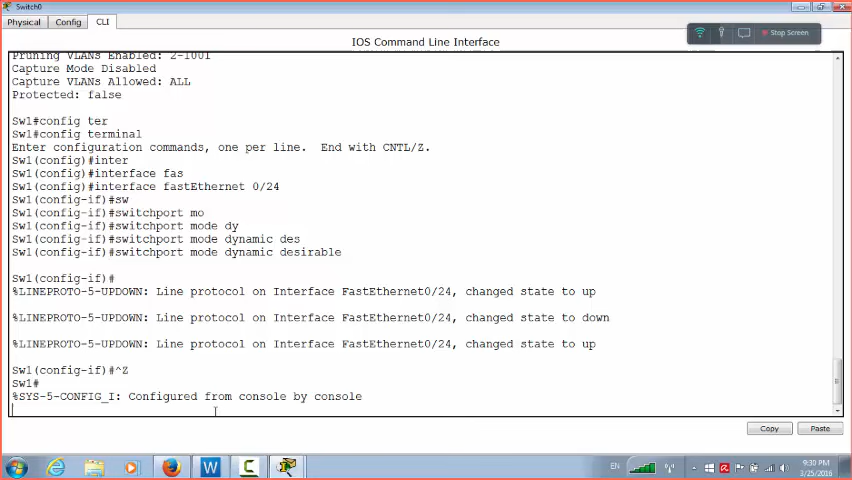 Switch0
Physical Config CLI
Stop Screen
IOS Command Line Interface
Pruning VLANs Enabled: 2-1001
Capture Mode Disabled
Capture VLANs Allowed: ALL
Protected: false
Sw1#config ter
Sw1#config terminal
Enter configuration commands, one per line.  End with CNTL/Z.
Sw1(config)#inter
Sw1(config)#interface fas
Sw1(config)#interface fastEthernet 0/24
Sw1(config-if)#sw
Sw1(config-if)#switchport mo
Sw1(config-if)#switchport mode dy
Sw1(config-if)#switchport mode dynamic des
Sw1(config-if)#switchport mode dynamic desirable
Sw1(config-if)#
%LINEPROTO-5-UPDOWN: Line protocol on Interface FastEthernet0/24, changed state to up
%LINEPROTO-5-UPDOWN: Line protocol on Interface FastEthernet0/24, changed state to down
%LINEPROTO-5-UPDOWN: Line protocol on Interface FastEthernet0/24, changed state to up
Sw1(config-if)#^Z
Sw1#
%SYS-5-CONFIG_I: Configured from console by console
Copy Paste
EN
9:30 PM
3/25/2016